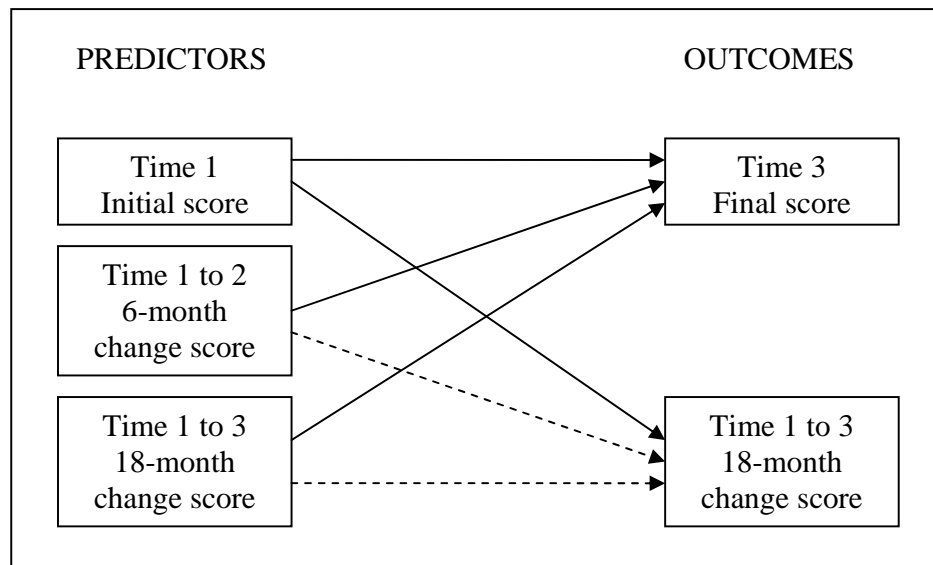 PREDICTORS
OUTCOMES
Time 1
Initial score
Time 3
Final score
Time 1 to 2
6-month
change score
Time 1 to 3
18-month
change score
Time 1 to 3
18-month
change score